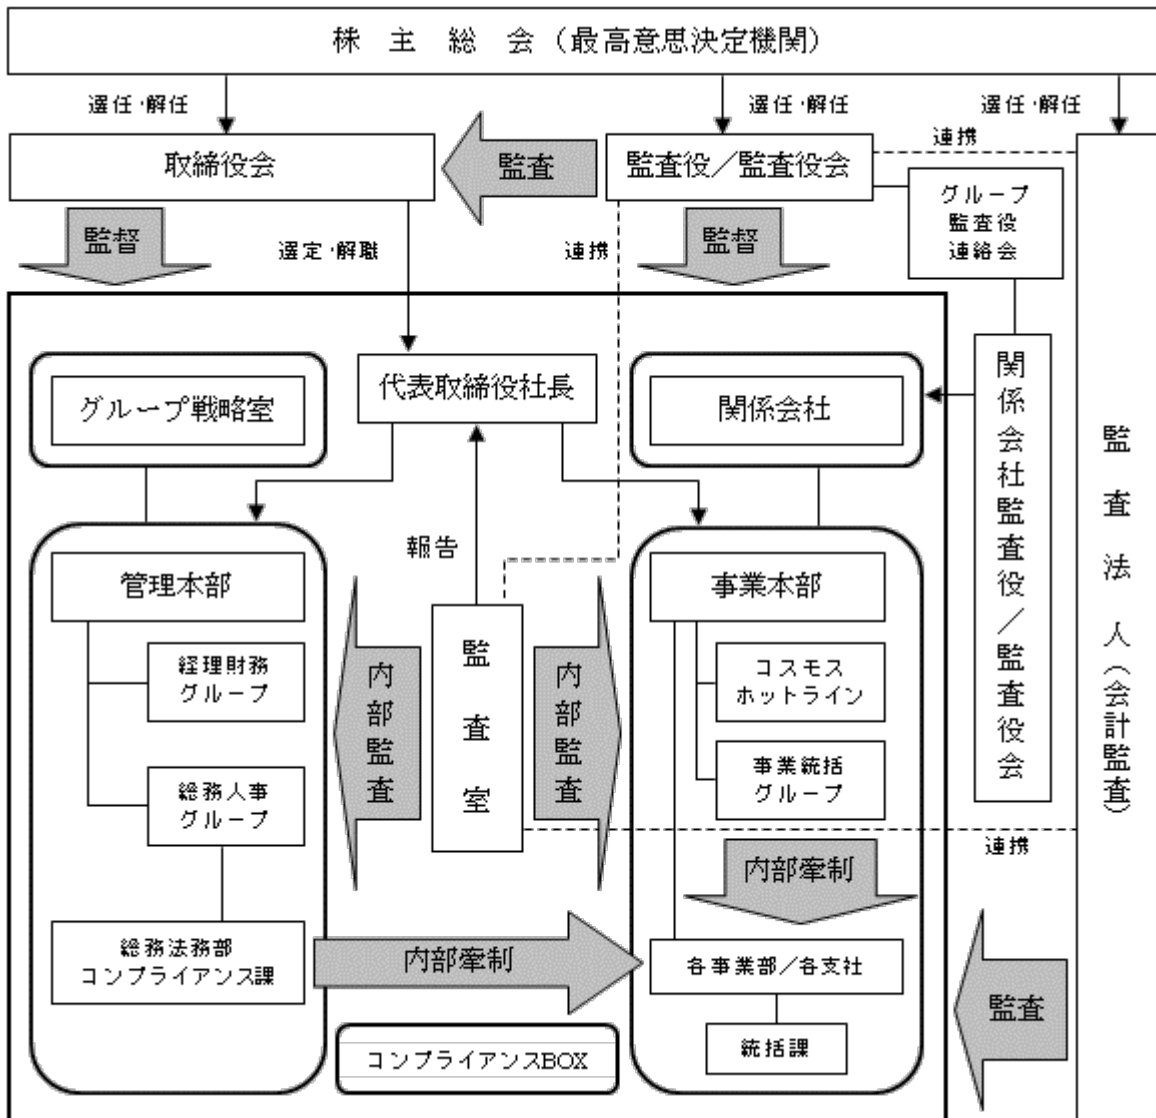 株主総会(最高意思決定機関)
選任・解任
選任・解任
選任・解任
取締役会
監査
監査役／監査役会
連携
グループ
監査役
連絡会
監督
選定・解職
連携
監督
グループ戦略室
代表取締役社長
関係会社
関係会社監査役／監査役会
監査法人(会計監査)
報告
管理本部
経理財務
グループ
総務人事
グループ
総務法務部
コンプライアンス課
内部監査
監査室
内部監査
事業本部
コスモス
ホットライン
事業統括
グループ
連携
内部牽制
内部牽制
各事業部／各支社
統括課
監査
コンプライアンスBOX